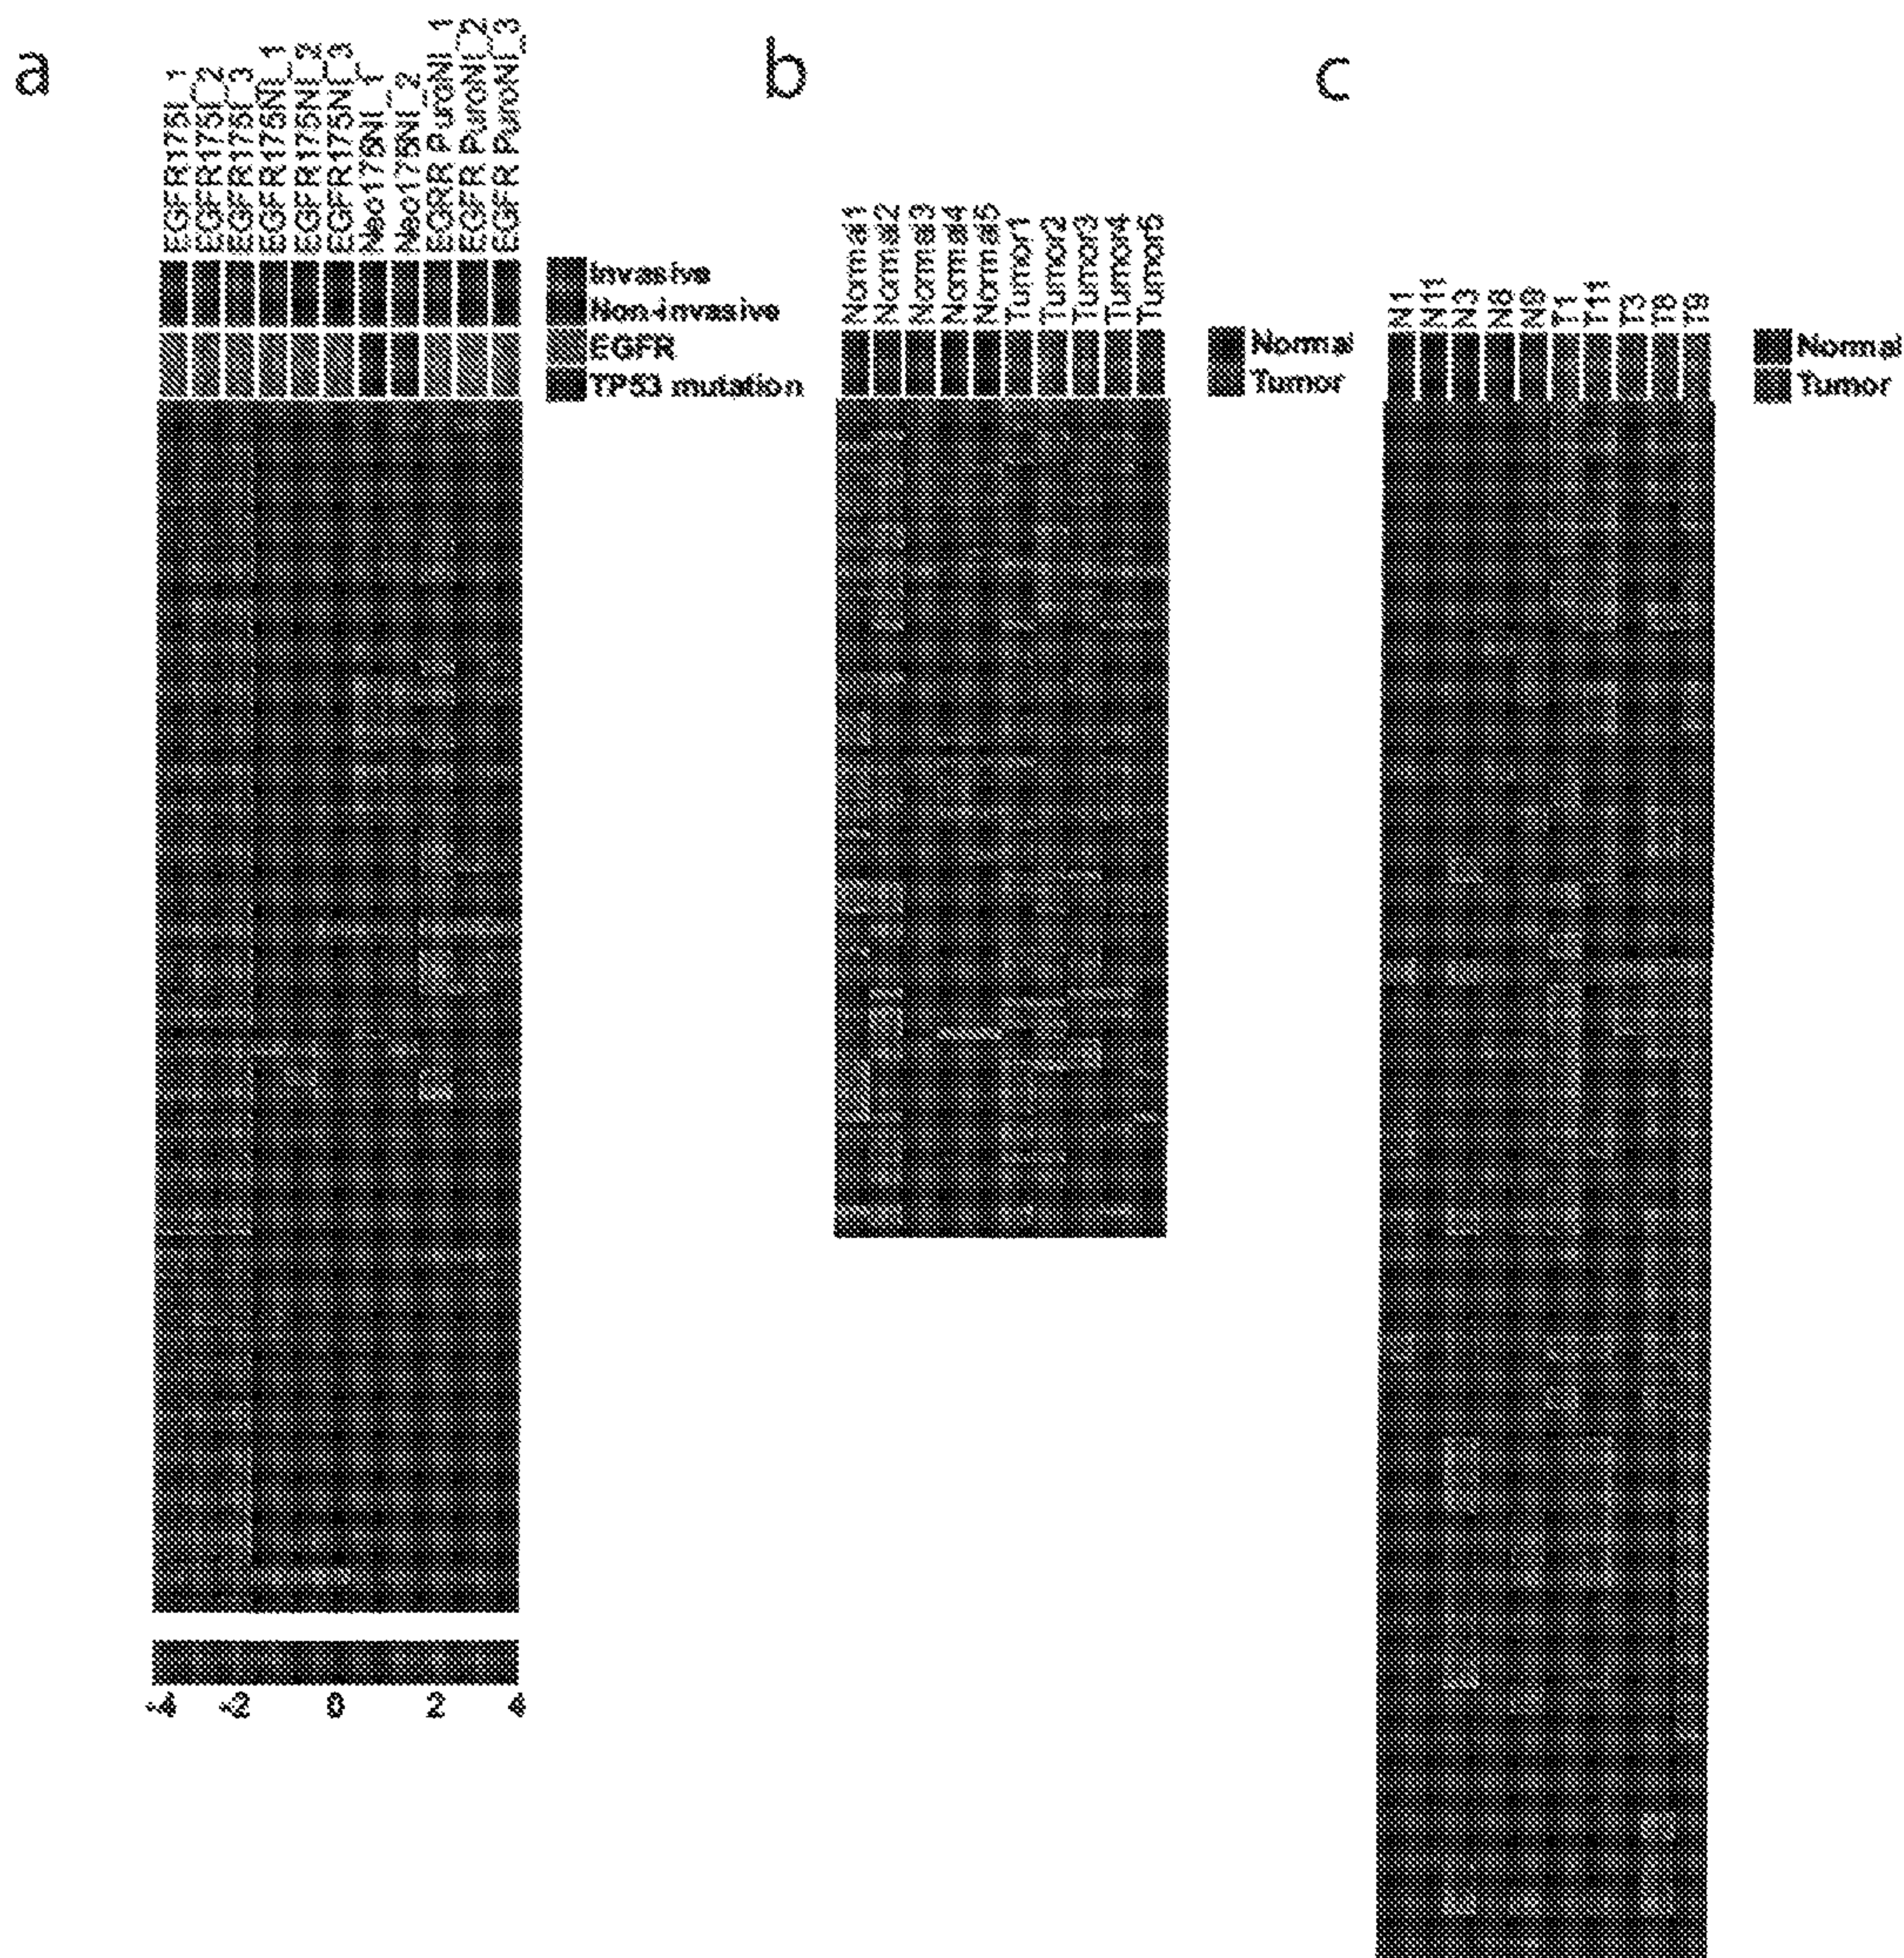 a
EGFR175I_1
EGFR175I_2
EGFR175I_3
EGFR175NI_1
EGFR175NI_2
EGFR175NI_3
Neo175NI_1
Neo175NI_2
EGRR PuroNI_1
EGFR PuroNI_2
EGFR PuroNI_3
Invasive
Non-invasive
EGFR
TP53 mutation
-4 -2 0 2 4
b
Normal1
Normal2
Normal3
Normal4
Normal5
Tumor1
Tumor2
Tumor3
Tumor4
Tumor5
Normal
Tumor
c
N1
N11
N3
N8
N9
T1
T11
T3
T8
T9
Normal
Tumor